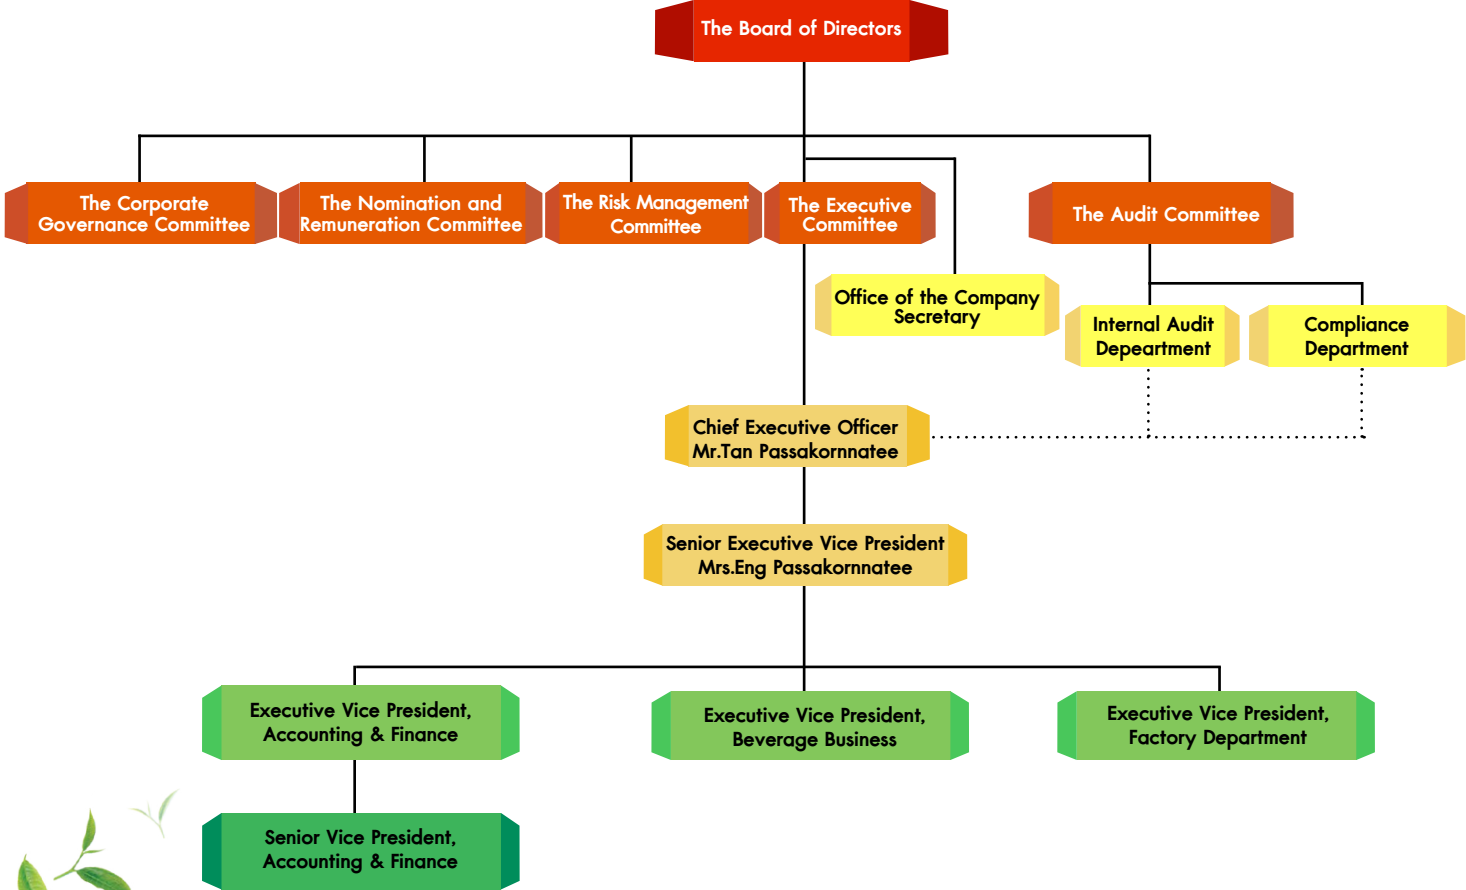 The Board of Directors
The Corporate
Governance Committee
The Nomination and
Remuneration Committee
The Risk Management
Committee
The Executive
Committee
The Audit Committee
Office of the Company
Secretary
Internal Audit
Depeartment
Compliance
Department
Chief Executive Officer
Mr.Tan Passakornnatee
Senior Executive Vice President
Mrs.Eng Passakornnatee
Executive Vice President,
Accounting & Finance
Executive Vice President,
Beverage Business
Executive Vice President,
Factory Department
Senior Vice President,
Accounting & Finance